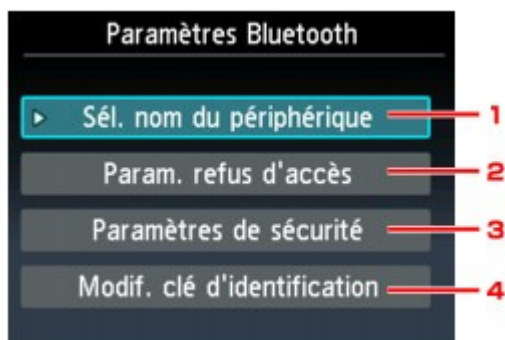 Paramètres Bluetooth
Sél. nom du périphérique 1
Param. refus d'accès 2
Paramètres de sécurité 3
Modif. clé d'identification 4